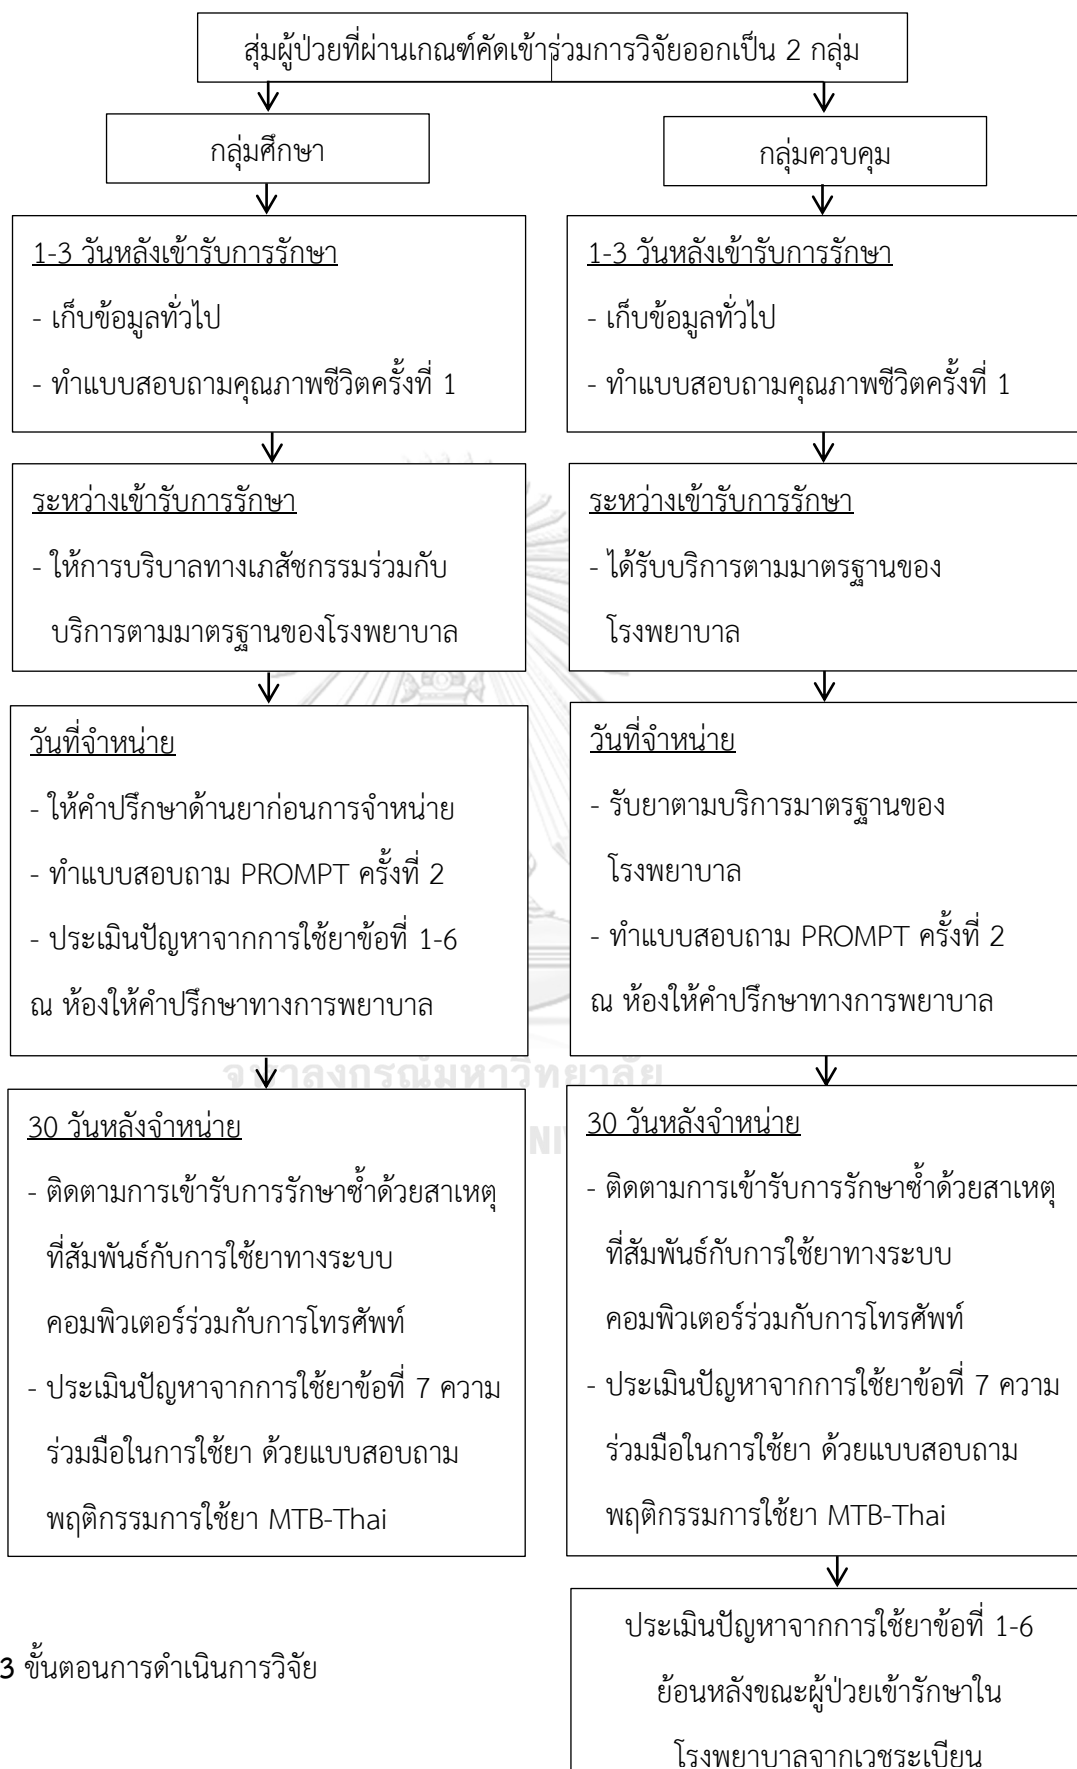 สุ่มผู้ป่วยที่ผ่านเกณฑ์คัดเข้าร่วมการวิจัยออกเป็น 2 กลุ่ม
กลุ่มศึกษา
1-3 วันหลังเข้ารับการรักษา
- เก็บข้อมูลทั่วไป
- ทำแบบสอบถามคุณภาพชีวิตครั้งที่ 1
ระหว่างเข้ารับการรักษา
- ให้การบริบาลทางเภสัชกรรมร่วมกับ
บริการตามมาตรฐานของโรงพยาบาล
วันที่จำหน่าย
- ให้คำปรึกษาด้านยาก่อนการจำหน่าย
- ทำแบบสอบถาม PROMPT ครั้งที่ 2
- ประเมินปัญหาจากการใช้ยาข้อที่ 1-6
ณ ห้องให้คำปรึกษาทางการพยาบาล
30 วันหลังจำหน่าย
- ติดตามการเข้ารับการรักษาซ้ำด้วยสาเหตุ
ที่สัมพันธ์กับการใช้ยาทางระบบ
คอมพิวเตอร์ร่วมกับการโทรศัพท์
- ประเมินปัญหาจากการใช้ยาข้อที่ 7 ความ
ร่วมมือในการใช้ยา ด้วยแบบสอบถาม
พฤติกรรมการใช้ยา MTB-Thai
กลุ่มควบคุม
1-3 วันหลังเข้ารับการรักษา
- เก็บข้อมูลทั่วไป
- ทำแบบสอบถามคุณภาพชีวิตครั้งที่ 1
ระหว่างเข้ารับการรักษา
- ได้รับบริการตามมาตรฐานของ
โรงพยาบาล
วันที่จำหน่าย
- รับยาตามบริการมาตรฐานของ
โรงพยาบาล
- ทำแบบสอบถาม PROMPT ครั้งที่ 2
ณ ห้องให้คำปรึกษาทางการพยาบาล
30 วันหลังจำหน่าย
- ติดตามการเข้ารับการรักษาซ้ำด้วยสาเหตุ
ที่สัมพันธ์กับการใช้ยาทางระบบ
คอมพิวเตอร์ร่วมกับการโทรศัพท์
- ประเมินปัญหาจากการใช้ยาข้อที่ 7 ความ
ร่วมมือในการใช้ยา ด้วยแบบสอบถาม
พฤติกรรมการใช้ยา MTB-Thai
ประเมินปัญหาจากการใช้ยาข้อที่ 1-6
ย้อนหลังขณะผู้ป่วยเข้ารักษาใน
โรงพยาบาลจากเวชระเบียน
3 ขั้นตอนการดำเนินการวิจัย